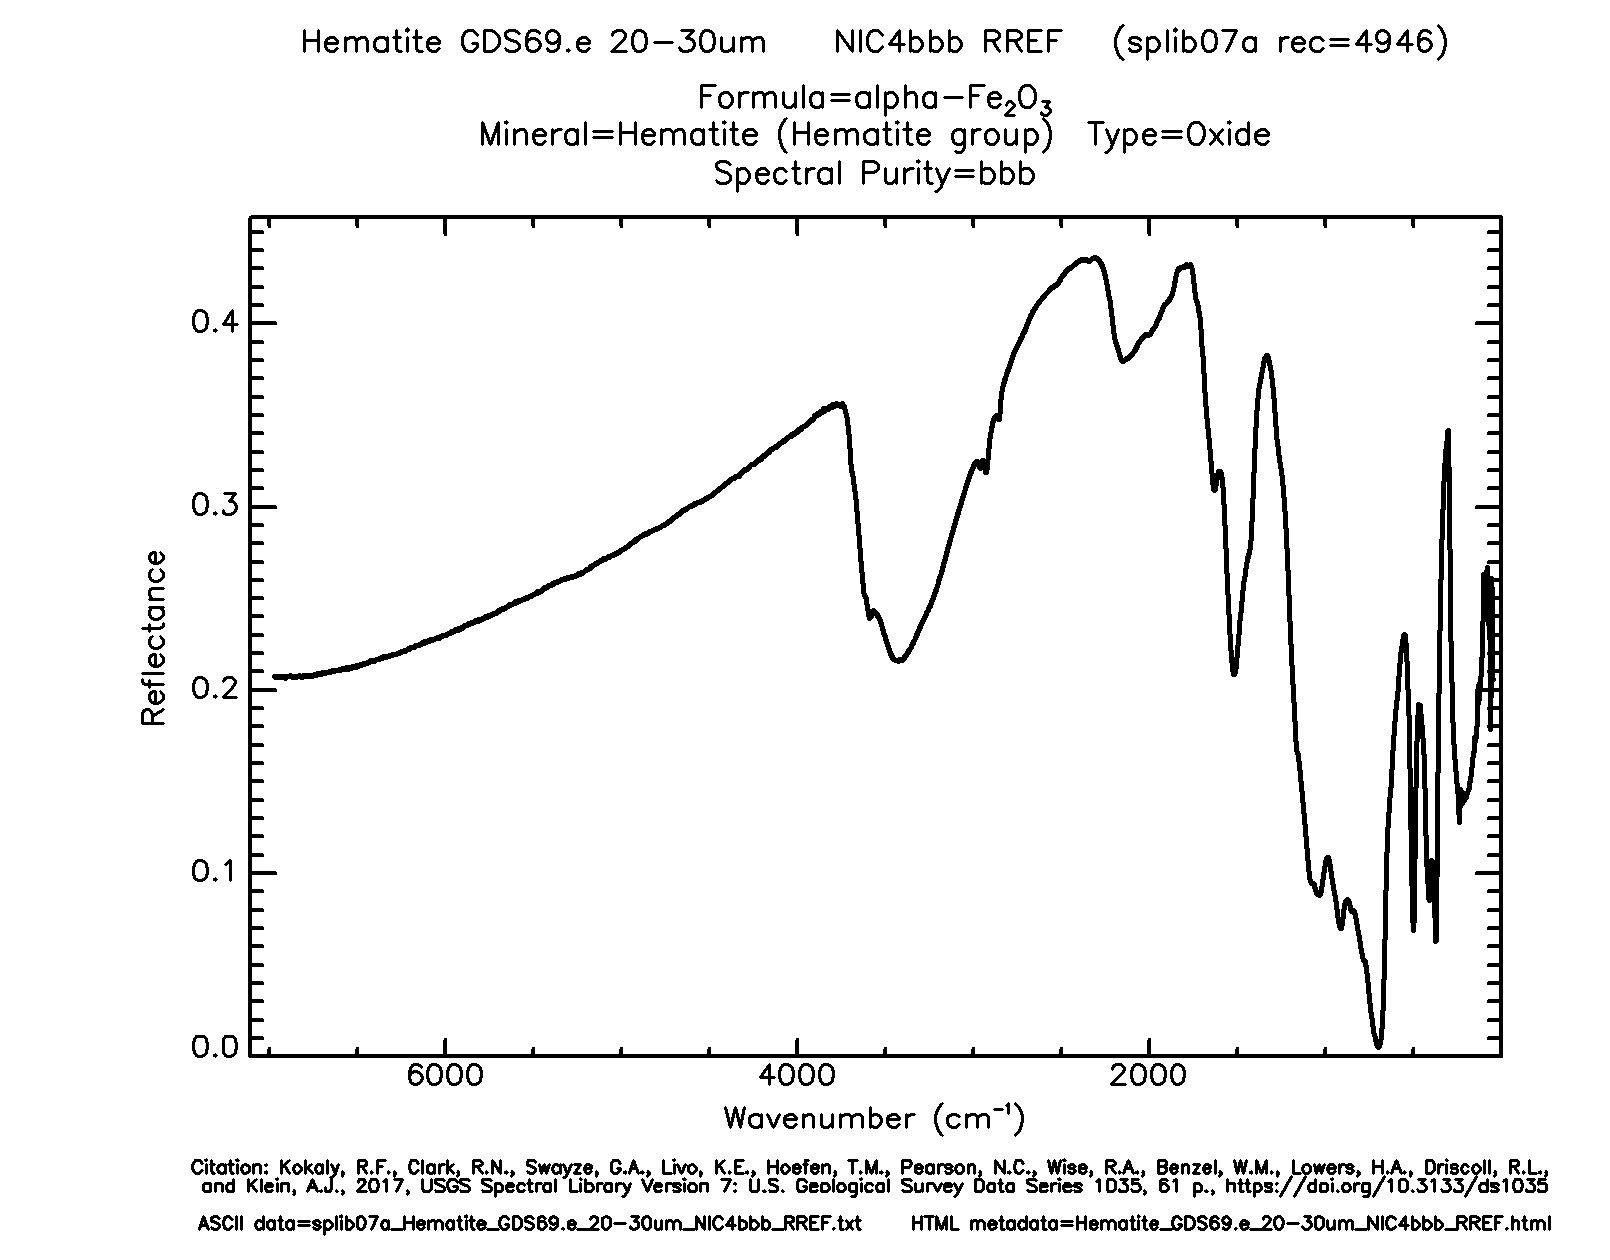 Hematite GDS69.e 20-30um NIC4bbb RREF (splib07a rec=4946)
Formula=alpha-Fe₂O₃
Mineral=Hematite (Hematite group) Type=Oxide
Spectral Purity=bbb
0.4
0.3
0.2
0.1
0.0
Reflectance
6000 4000 2000
Wavenumber (cm⁻¹)
Citation: Kokaly, R.F., Clark, R.N., Swayze, G.A., Livo, K.E., Hoefen, T.M., Pearson, N.C., Wise, R.A., Benzel, W.M., Lowers, H.A., Driscoll, R.L.,
and Klein, A.J., 2017, USGS Spectral Library Version 7: U.S. Geological Survey Data Series 1035, 61 p., https://doi.org/10.3133/ds1035
ASCII data=splib07a_Hematite_GDS69.e_20-30um_NIC4bbb_RREF.txt HTML metadata=Hematite_GDS69.e_20-30um_NIC4bbb_RREF.html